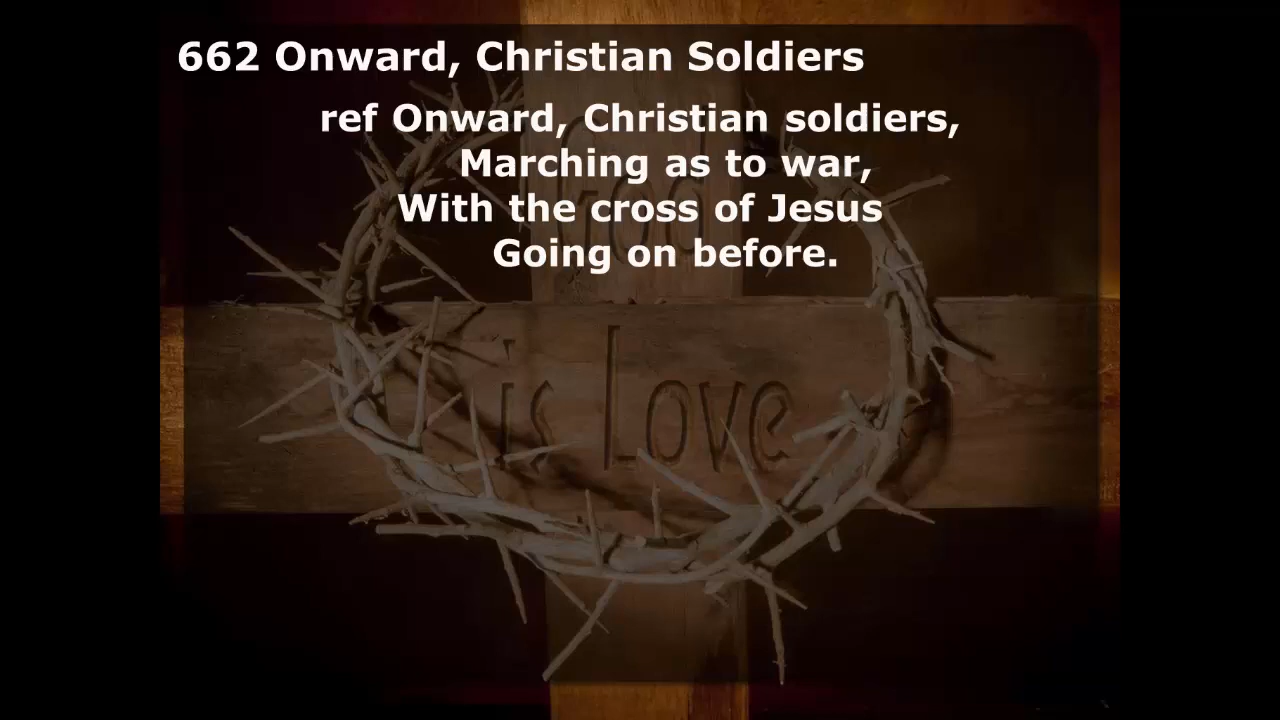 662 Onward, Christian Soldiers
ref Onward, Christian soldiers,
Marching as to war,
With the cross of Jesus
Going on before.
God
is Love